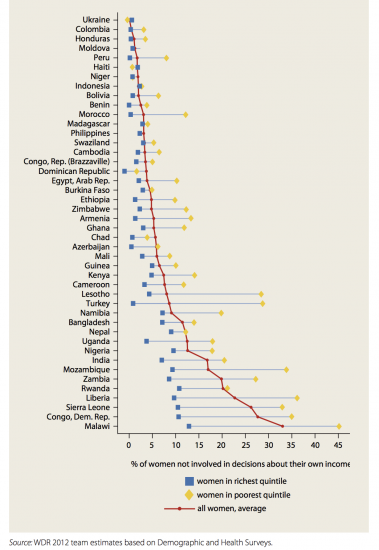 Ukraine
Colombia
Honduras
Moldova
Peru
Haiti
Niger
Indonesia
Bolivia
Benin
Morocco
Madagascar
Philippines
Swaziland
Cambodia
Congo, Rep. (Brazzaville)
Dominican Republic
Egypt, Arab Rep.
Burkina Faso
Ethiopia
Zimbabwe
Armenia
Ghana
Chad
Azerbaijan
Mali
Guinea
Kenya
Cameroon
Lesotho
Turkey
Namibia
Bangladesh
Nepal
Uganda
Nigeria
India
Mozambique
Zambia
Rwanda
Liberia
Sierra Leone
Congo, Dem. Rep.
Malawi
0 5 10 15 20 25 30 35 40 45 50
% of women not involved in decisions about their own income
women in richest quintile
women in poorest quintile
all women, average
Source: WDR 2012 team estimates based on Demographic and Health Surveys.